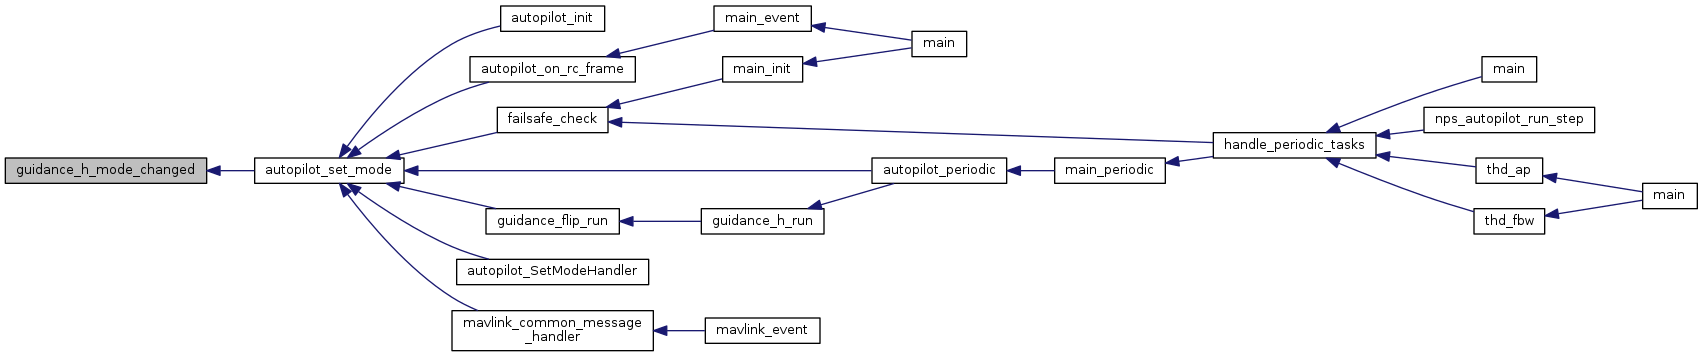 autopilot_init
main_event
main
autopilot_on_rc_frame
main_init
main
failsafe_check
nps_autopilot_run_step
handle_periodic_tasks
guidance_h_mode_changed
autopilot_set_mode
autopilot_periodic
main_periodic
thd_ap
main
guidance_flip_run
guidance_h_run
thd_fbw
autopilot_SetModeHandler
mavlink_common_message
_handler
mavlink_event